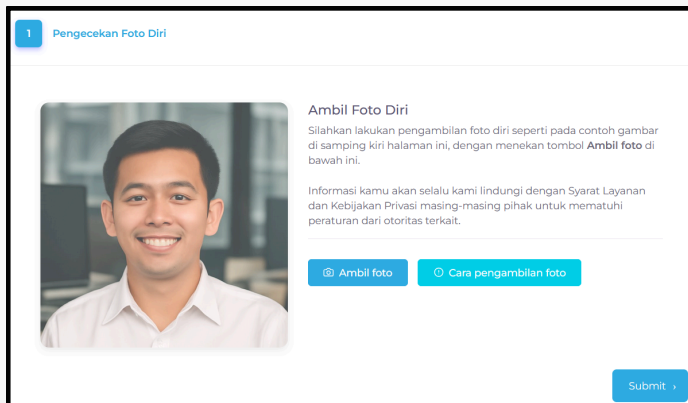 1 Pengecekan Foto Diri
Ambil Foto Diri
Silahkan lakukan pengambilan foto diri seperti pada contoh gambar
di samping kiri halaman ini, dengan menekan tombol Ambil foto di
bawah ini.
Informasi kamu akan selalu kami lindungi dengan Syarat Layanan
dan Kebijakan Privasi masing-masing pihak untuk mematuhi
peraturan dari otoritas terkait.
Ambil foto
Cara pengambilan foto
Submit ›